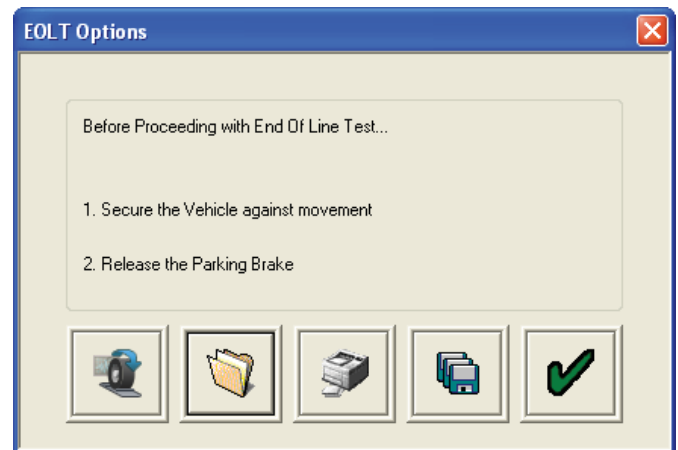 EOLT Options
Before Proceeding with End Of Line Test...
1. Secure the Vehicle against movement
2. Release the Parking Brake